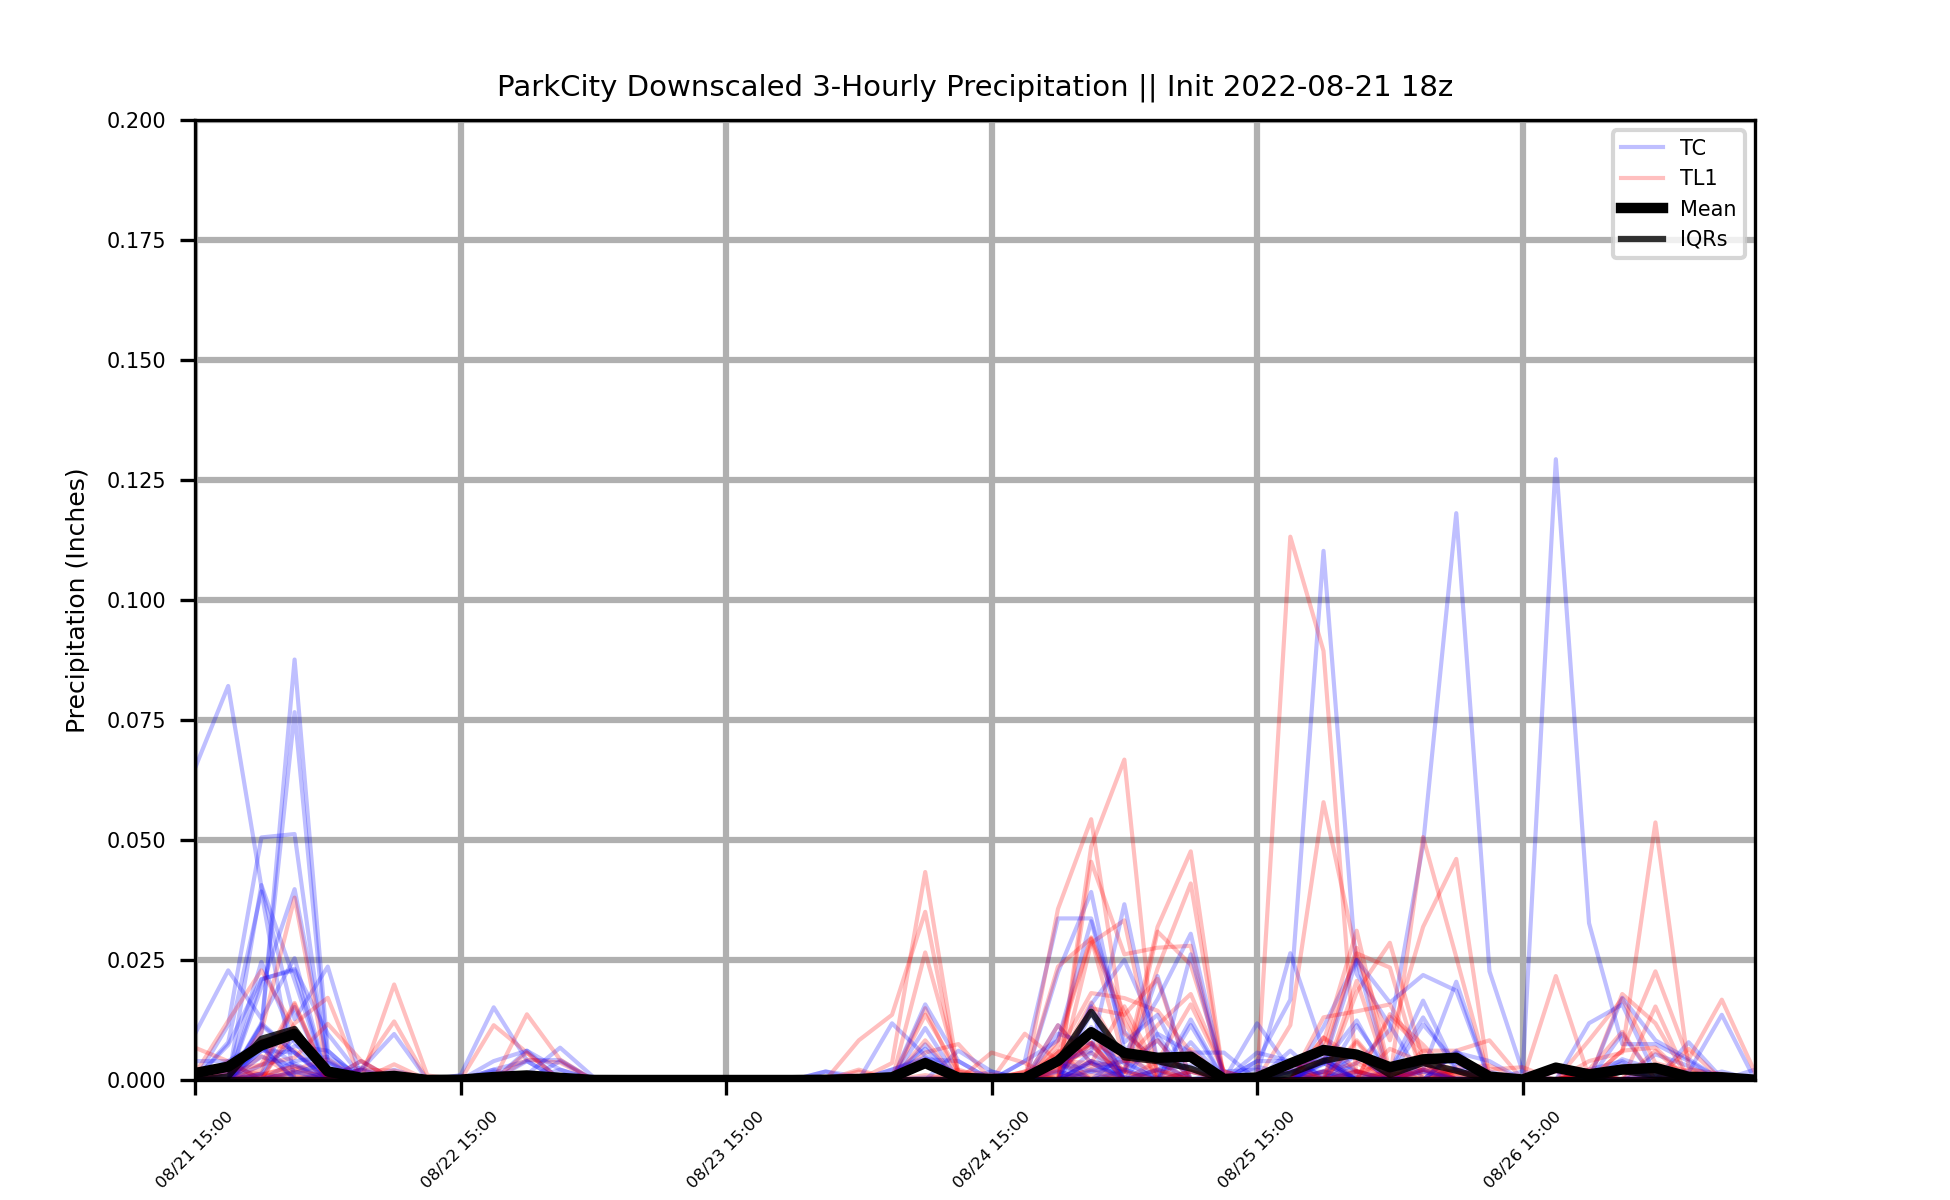 ParkCity Downscaled 3-Hourly Precipitation || Init 2022-08-21 18z
TC
TL1
Mean
IQRs
Precipitation (Inches)
0.200
0.175
0.150
0.125
0.100
0.075
0.050
0.025
0.000
08/21 15:00
08/22 15:00
08/23 15:00
08/24 15:00
08/25 15:00
08/26 15:00